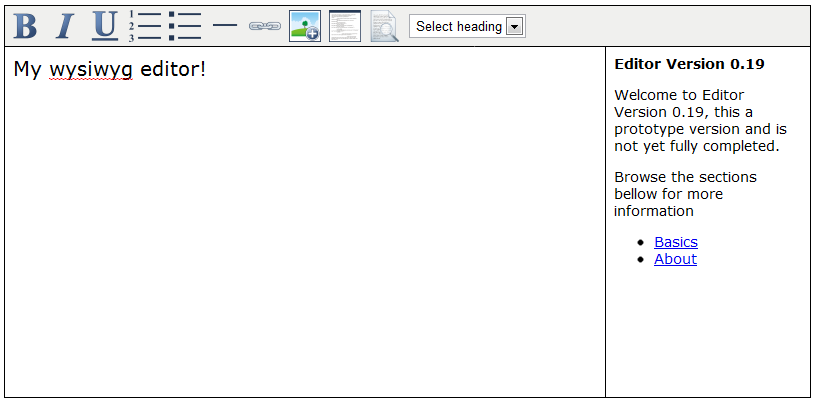 B I U 1 2 3 Select heading
My wysiwyg editor!
Editor Version 0.19
Welcome to Editor
Version 0.19, this a
prototype version and is
not yet fully completed.
Browse the sections
bellow for more
information
Basics
About